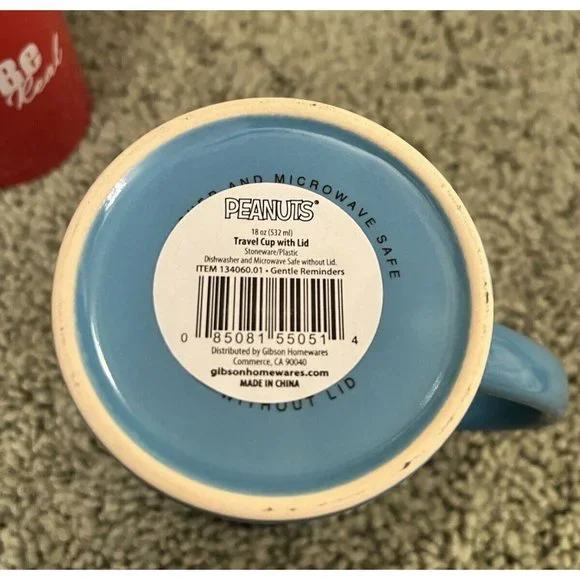 Be
Real
AND MICROWAVE SAFE
PEANUTS®
18 oz (532 ml)
Travel Cup with Lid
Stoneware/Plastic
Dishwasher and Microwave Safe without Lid.
ITEM 134060.01 • Gentle Reminders
0 85081 55051 4
Distributed by Gibson Homewares
Commerce, CA 90040
gibsonhomewares.com
MADE IN CHINA
WITHOUT LID